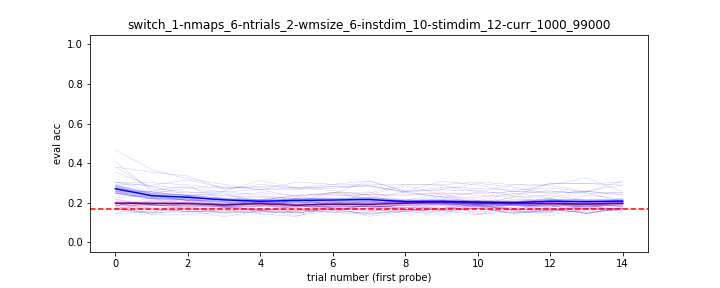 switch_1-nmaps_6-ntrials_2-wmsize_6-instdim_10-stimdim_12-curr_1000_99000
1.0
0.8
0.6
0.4
0.2
0.0
eval acc
0 2 4 6 8 10 12 14
trial number (first probe)